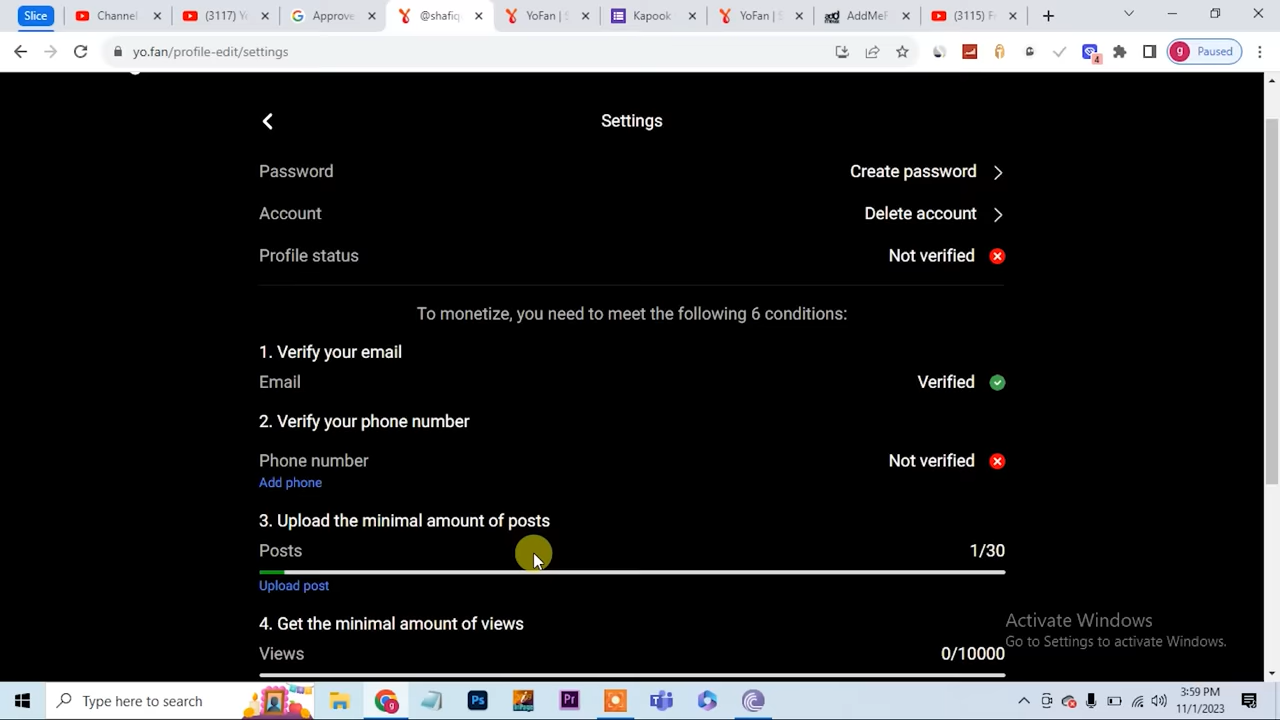 Slice
Channel
(3117) Y
Approve
@shafiq
YoFan | S
Kapook
YoFan | S
AddMe
(3115) F
yo.fan/profile-edit/settings
4
g
Paused
Settings
Password
Create password
Account
Delete account
Profile status
Not verified
To monetize, you need to meet the following 6 conditions:
1. Verify your email
Email
Verified
2. Verify your phone number
Phone number
Not verified
Add phone
3. Upload the minimal amount of posts
Posts
1/30
Upload post
4. Get the minimal amount of views
Views
0/10000
Activate Windows
Go to Settings to activate Windows.
Type here to search
Ps
Pr
3:59 PM
11/1/2023